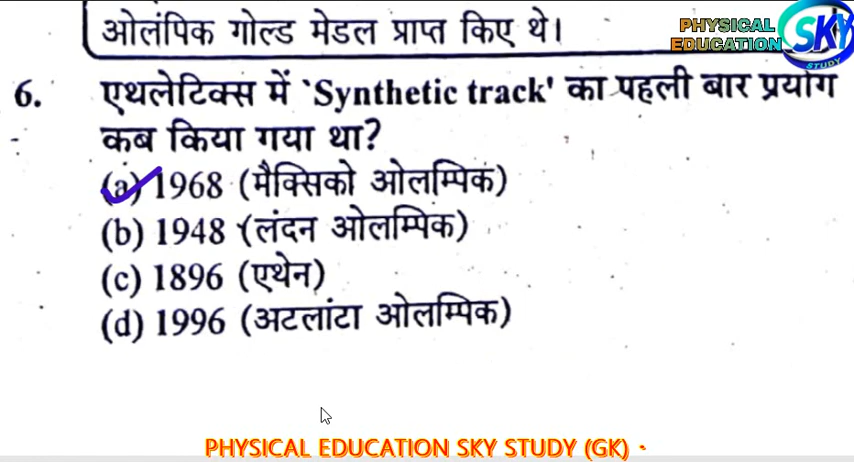 ओलंपिक गोल्ड मेडल प्राप्त किए थे।
PHYSICAL
EDUCATION
SKY
STUDY
6. एथलेटिक्स में `Synthetic track' का पहली बार प्रयोग
कब किया गया था?
(a) 1968 (मैक्सिको ओलम्पिक)
(b) 1948 (लंदन ओलम्पिक)
(c) 1896 (एथेन)
(d) 1996 (अटलांटा ओलम्पिक)
PHYSICAL EDUCATION SKY STUDY (GK) -